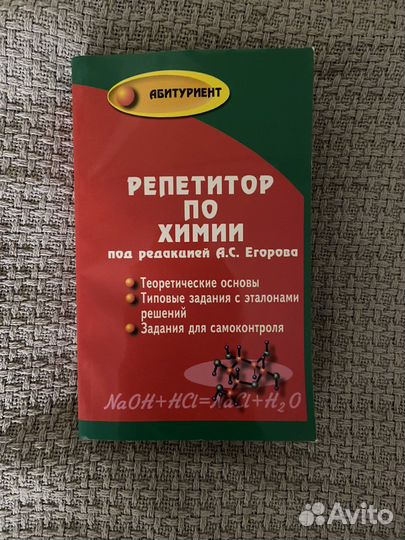 АБИТУРИЕНТ
РЕПЕТИТОР
ПО
ХИМИИ
под редакцией А.С. Егорова
Теоретические основы
Типовые задания с эталонами
решений
Задания для самоконтроля
NaOH+HCl=NaCl+H₂O
Avito